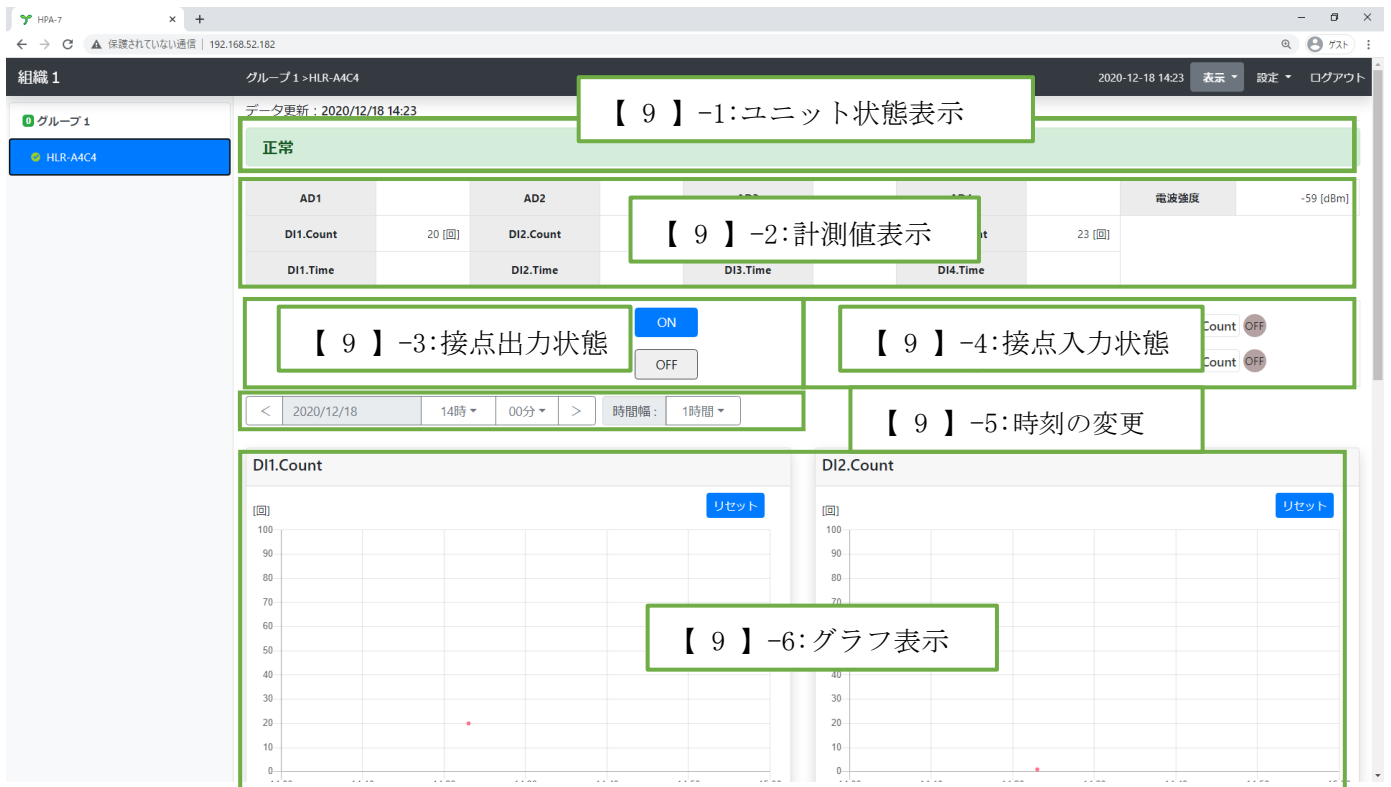 HPA-7
保護されていない通信 | 192.168.52.182
ゲスト
組織 1
グループ 1 >HLR-A4C4
2020-12-18 14:23 表示 設定 ログアウト
0 グループ 1
HLR-A4C4
データ更新：2020/12/18 14:23
【 9 】-1:ユニット状態表示
正常
AD1 AD2 電波強度 -59 [dBm]
【 9 】-2:計測値表示
DI1.Count 20 [回] DI2.Count 23 [回]
DI1.Time DI2.Time DI3.Time DI4.Time
【 9 】-3:接点出力状態
ON
OFF
【 9 】-4:接点入力状態
Count OFF
Count OFF
< 2020/12/18 14時 00分 > 時間幅： 1時間
【 9 】-5:時刻の変更
DI1.Count
リセット
[回]
100
90
80
70
60
50
40
30
20
10
0
DI2.Count
リセット
[回]
100
90
80
70
40
30
20
10
0
【 9 】-6:グラフ表示